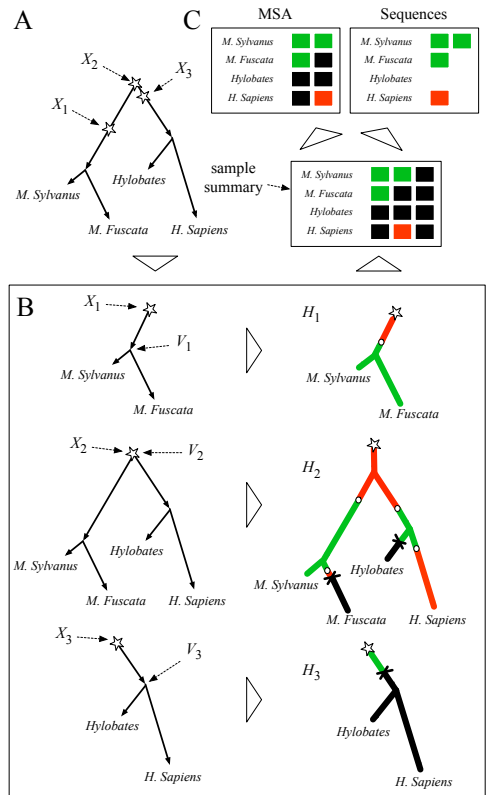 A
X2
X3
X1
Hylobates
M. Sylvanus
M. Fuscata
H. Sapiens
C
MSA
Sequences
M. Sylvanus
M. Fuscata
Hylobates
H. Sapiens
M. Sylvanus
M. Fuscata
Hylobates
H. Sapiens
sample
summary
M. Sylvanus
M. Fuscata
Hylobates
H. Sapiens
B
X1
V1
M. Sylvanus
M. Fuscata
H1
M. Sylvanus
M. Fuscata
X2
V2
Hylobates
M. Sylvanus
M. Fuscata
H. Sapiens
H2
Hylobates
M. Sylvanus
M. Fuscata
H. Sapiens
X3
V3
Hylobates
H. Sapiens
H3
Hylobates
H. Sapiens